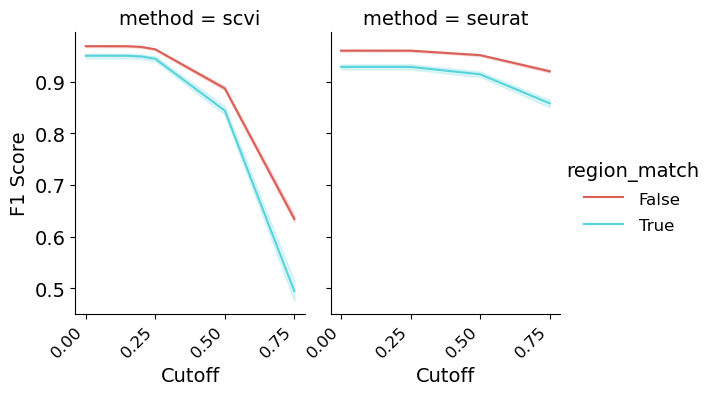 method = scvi
method = seurat
F1 Score
0.9
0.8
0.7
0.6
0.5
0.00
0.25
0.50
0.75
0.00
0.25
0.50
0.75
Cutoff
Cutoff
region_match
False
True